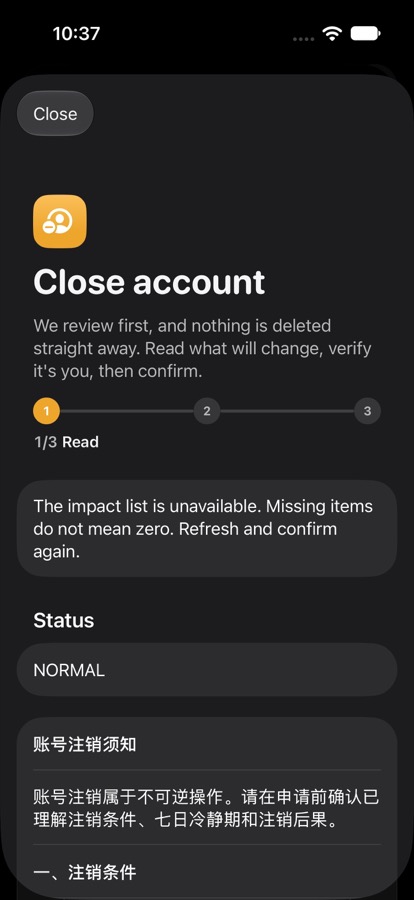 10:37
Close
Close account
We review first, and nothing is deleted
straight away. Read what will change, verify
it's you, then confirm.
1
2
3
1/3 Read
The impact list is unavailable. Missing items
do not mean zero. Refresh and confirm
again.
Status
NORMAL
账号注销须知
账号注销属于不可逆操作。请在申请前确认已
理解注销条件、七日冷静期和注销后果。
一、注销条件